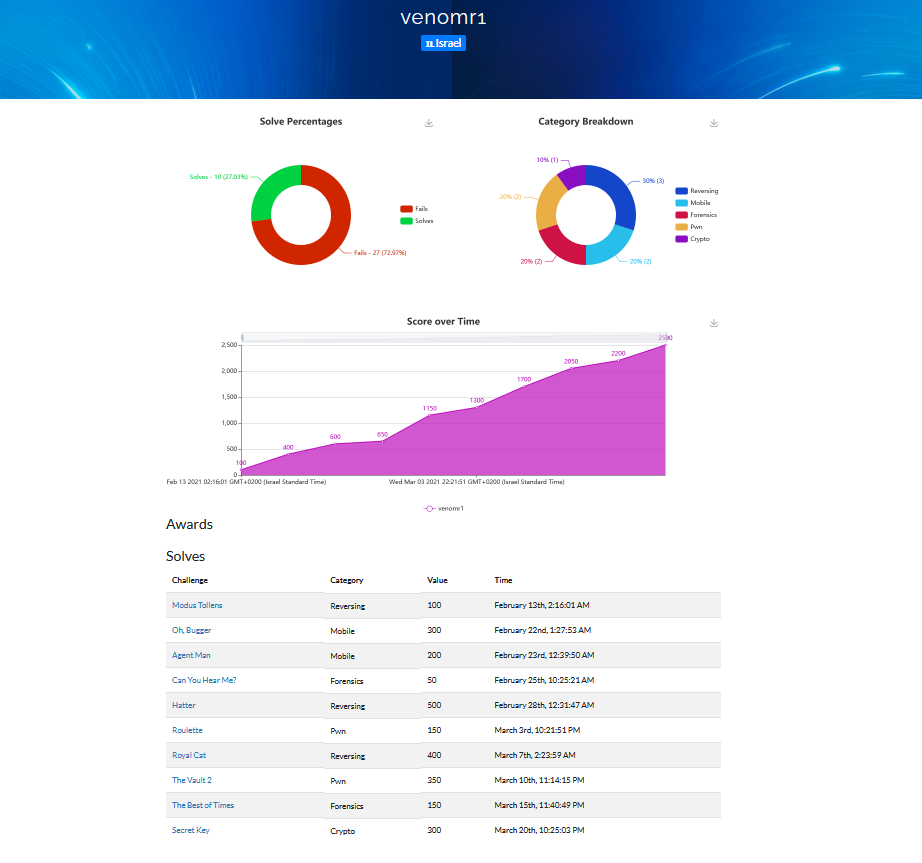 venomr1
IL Israel
Solve Percentages
Category Breakdown
Solves - 10 (27.03%)
Fails - 27 (72.97%)
Fails
Solves
10% (1)
30% (3)
20% (2)
20% (2)
20% (2)
Reversing
Mobile
Forensics
Pwn
Crypto
Score over Time
2,500
2,000
1,500
1,000
500
0
100
400
600
650
1150
1300
1700
2050
2200
2500
Feb 13 2021 02:16:01 GMT+0200 (Israel Standard Time)
Wed Mar 03 2021 22:21:51 GMT+0200 (Israel Standard Time)
venomr1
Awards
Solves
Challenge Category Value Time
Modus Tollens Reversing 100 February 13th, 2:16:01 AM
Oh, Bugger Mobile 300 February 22nd, 1:27:53 AM
Agent Man Mobile 200 February 23rd, 12:39:50 AM
Can You Hear Me? Forensics 50 February 25th, 10:25:21 AM
Hatter Reversing 500 February 28th, 12:31:47 AM
Roulette Pwn 150 March 3rd, 10:21:51 PM
Royal Cat Reversing 400 March 7th, 2:23:59 AM
The Vault 2 Pwn 350 March 10th, 11:14:15 PM
The Best of Times Forensics 150 March 15th, 11:40:49 PM
Secret Key Crypto 300 March 20th, 10:25:03 PM